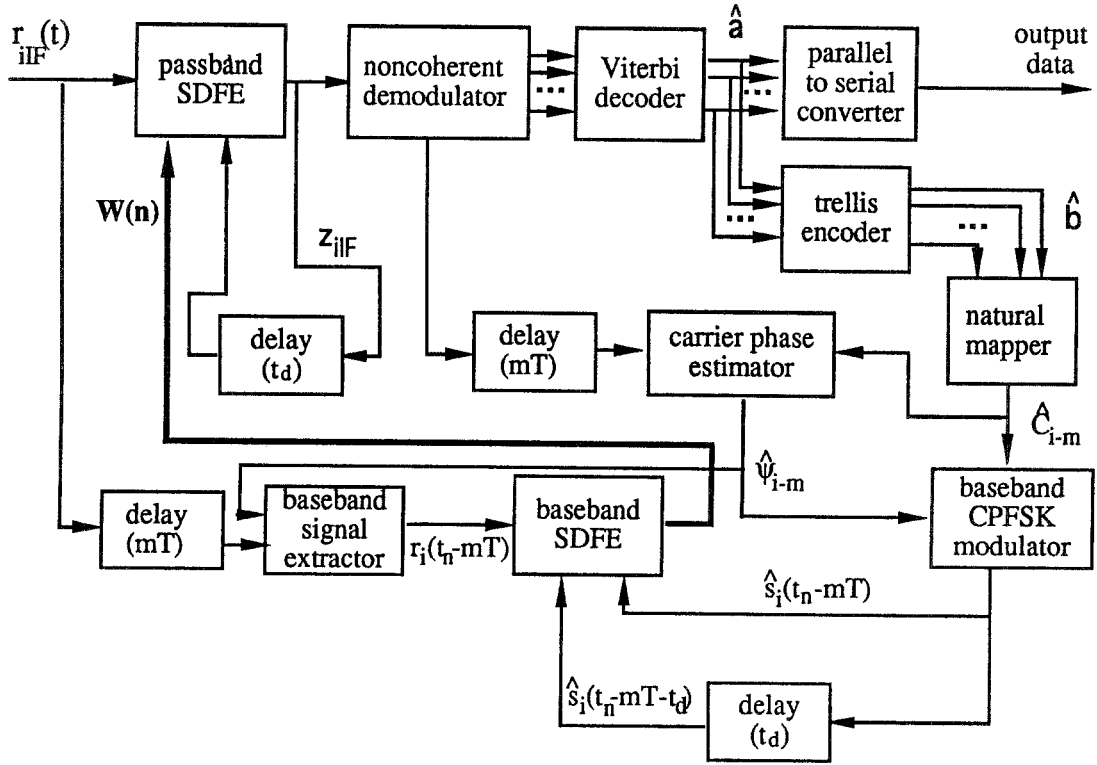 r_iIF(t)
passband
SDFE
noncoherent
demodulator
...
Viterbi
decoder
â
...
parallel
to serial
converter
output
data
W(n)
z_iIF
...
trellis
encoder
...
b̂
delay
(t_d)
delay
(mT)
carrier phase
estimator
natural
mapper
Ĉ_i-m
ψ̂_i-m
delay
(mT)
baseband
signal
extractor
r_i(t_n-mT)
baseband
SDFE
baseband
CPFSK
modulator
ŝ_i(t_n-mT)
ŝ_i(t_n-mT-t_d)
delay
(t_d)